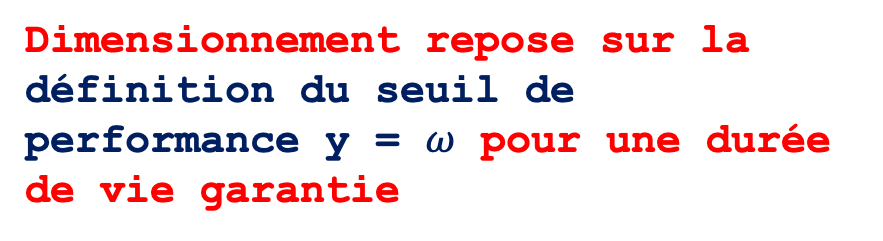 Dimensionnement repose sur la
définition du seuil de
performance y = ω pour une durée
de vie garantie